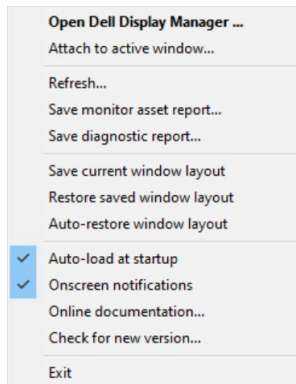 Open Dell Display Manager ...
Attach to active window...
Refresh...
Save monitor asset report...
Save diagnostic report...
Save current window layout
Restore saved window layout
Auto-restore window layout
Auto-load at startup
Onscreen notifications
Online documentation...
Check for new version...
Exit